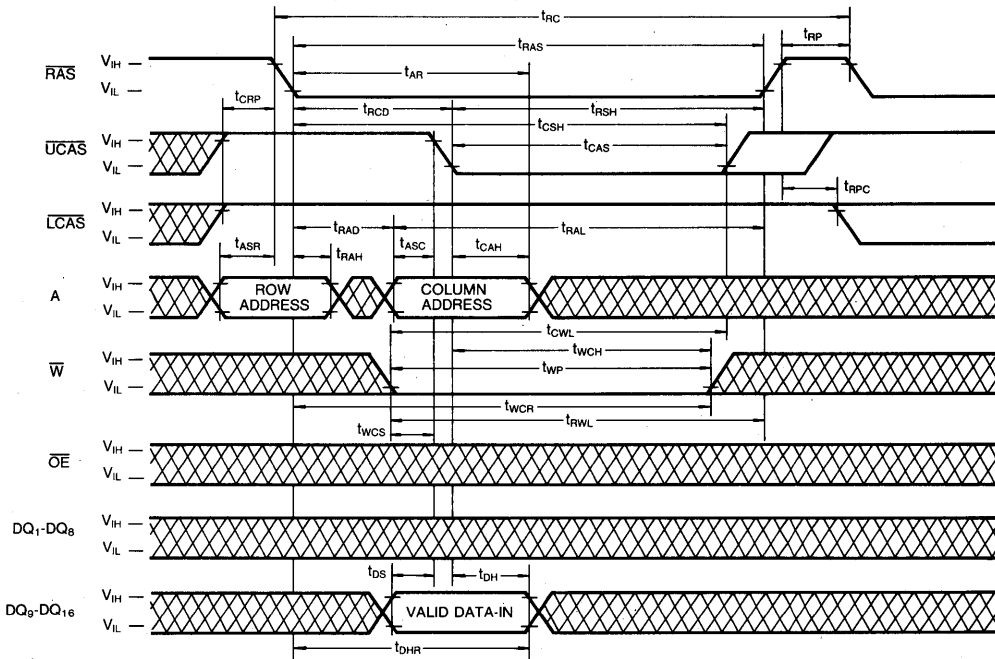 tRC
tRP
tRAS
RAS
VIH
VIL
tAR
tCRP
tRCD
tRSH
tCSH
UCAS
VIH
VIL
tCAS
tRPC
LCAS
VIH
VIL
tRAD
tRAL
tASR
tRAH
tASC
tCAH
A
VIH
VIL
ROW
ADDRESS
COLUMN
ADDRESS
tCWL
tWCH
W
VIH
VIL
tWP
tWCR
tWCS
tRWL
OE
VIH
VIL
DQ1-DQ8
VIH
VIL
tDS
tDH
DQ9-DQ16
VIH
VIL
VALID DATA-IN
tDHR